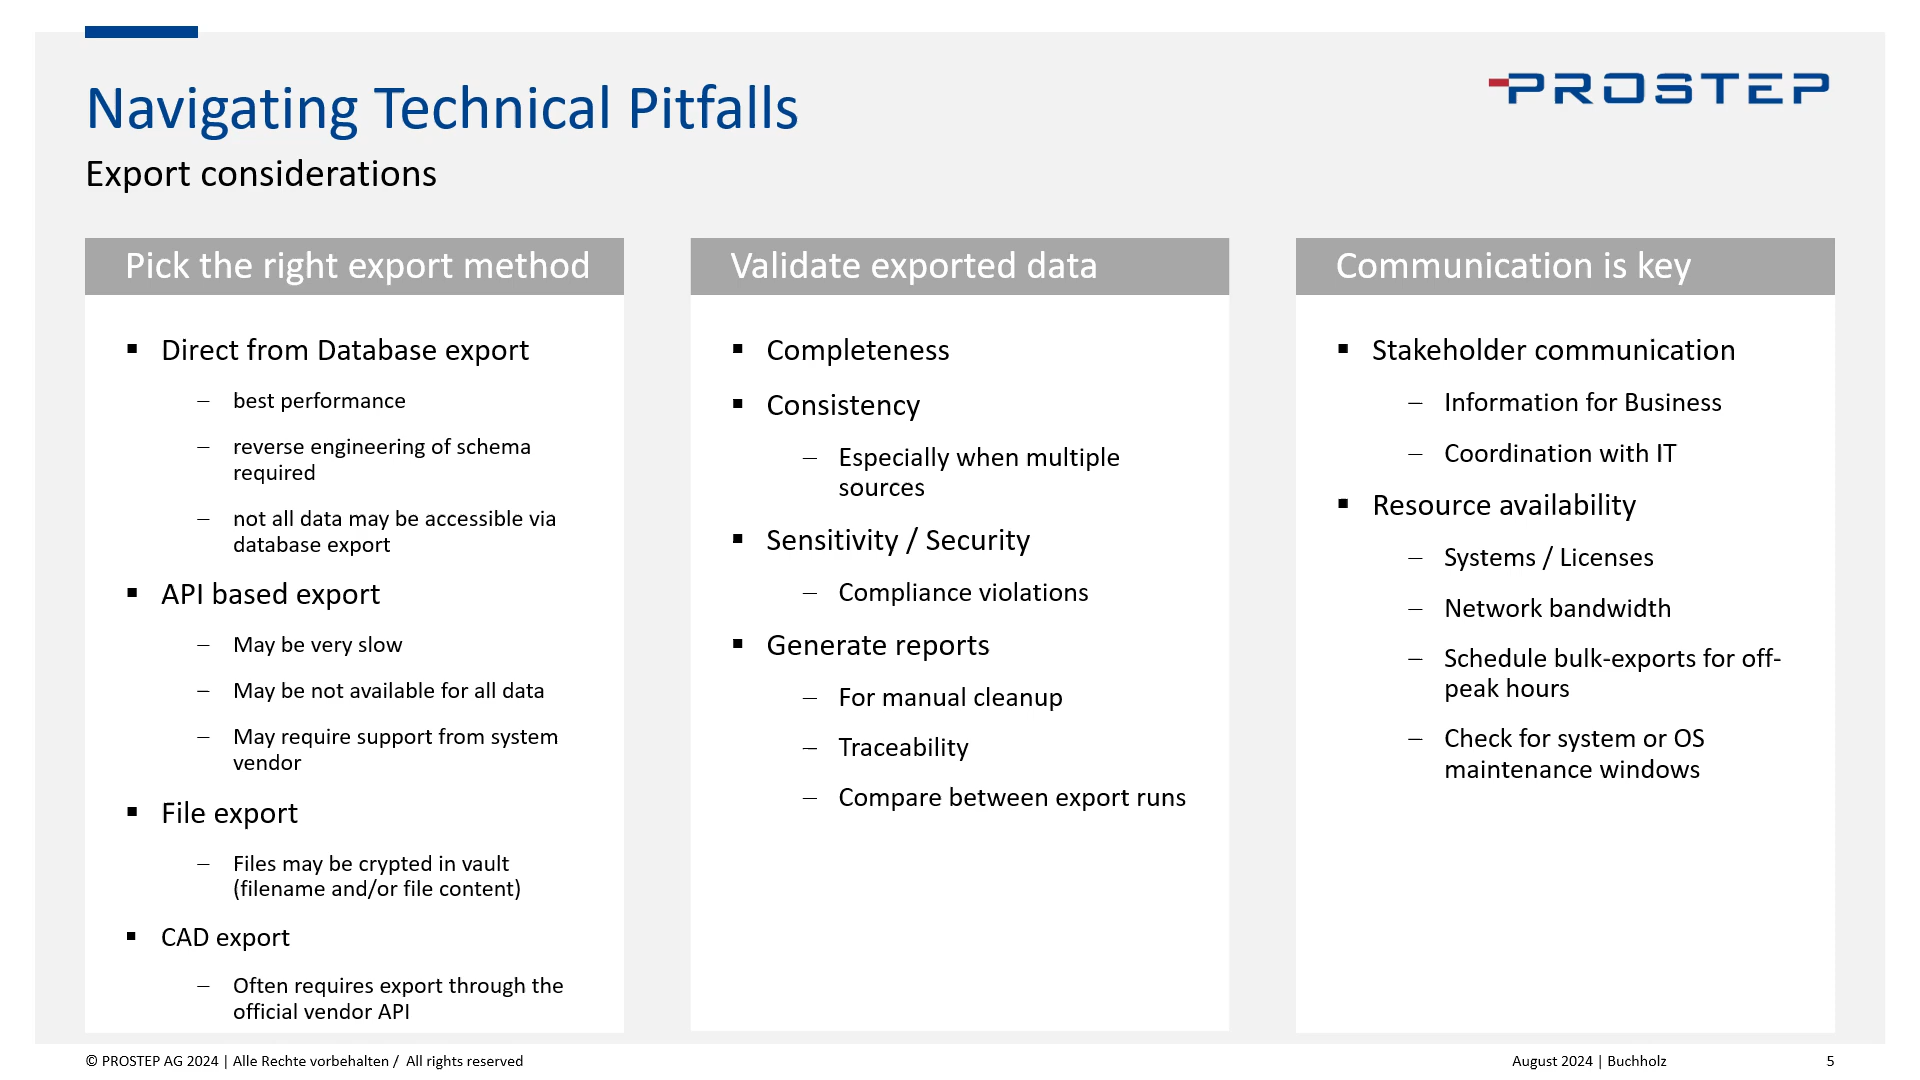 Navigating Technical Pitfalls
PROSTEP
Export considerations
Pick the right export method
▪ Direct from Database export
– best performance
– reverse engineering of schema
required
– not all data may be accessible via
database export
▪ API based export
– May be very slow
– May be not available for all data
– May require support from system
vendor
▪ File export
– Files may be crypted in vault
(filename and/or file content)
▪ CAD export
– Often requires export through the
official vendor API
Validate exported data
▪ Completeness
▪ Consistency
– Especially when multiple
sources
▪ Sensitivity / Security
– Compliance violations
▪ Generate reports
– For manual cleanup
– Traceability
– Compare between export runs
Communication is key
▪ Stakeholder communication
– Information for Business
– Coordination with IT
▪ Resource availability
– Systems / Licenses
– Network bandwidth
– Schedule bulk-exports for off-
peak hours
– Check for system or OS
maintenance windows
© PROSTEP AG 2024 | Alle Rechte vorbehalten / All rights reserved
August 2024 | Buchholz
5